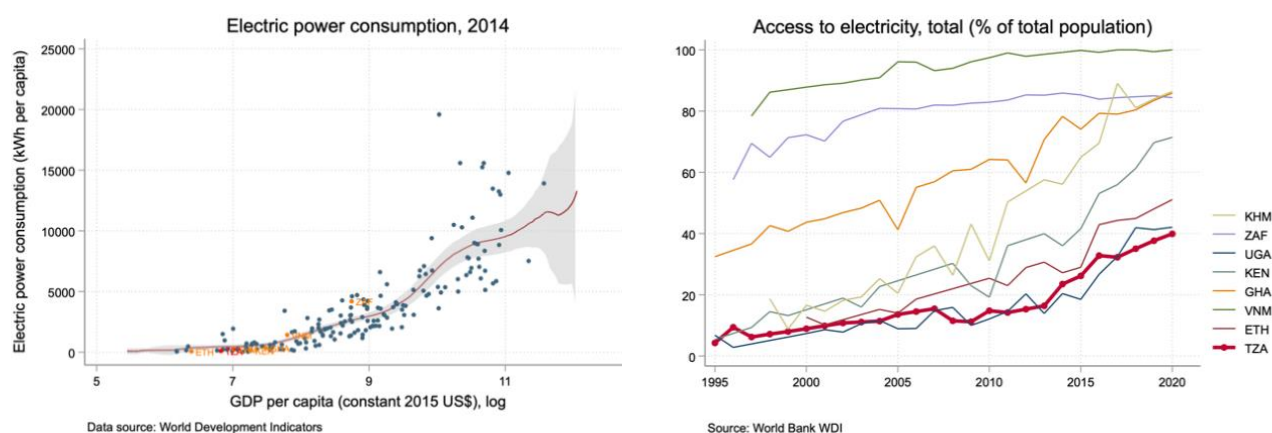 Electric power consumption, 2014
Electric power consumption (kWh per capita)
25000
20000
15000
10000
5000
0
ETH
5
7
9
11
GDP per capita (constant 2015 US$), log
Data source: World Development Indicators
Access to electricity, total (% of total population)
100
80
60
40
20
0
1995
2000
2005
2010
2015
2020
KHM
ZAF
UGA
KEN
GHA
VNM
ETH
TZA
Source: World Bank WDI